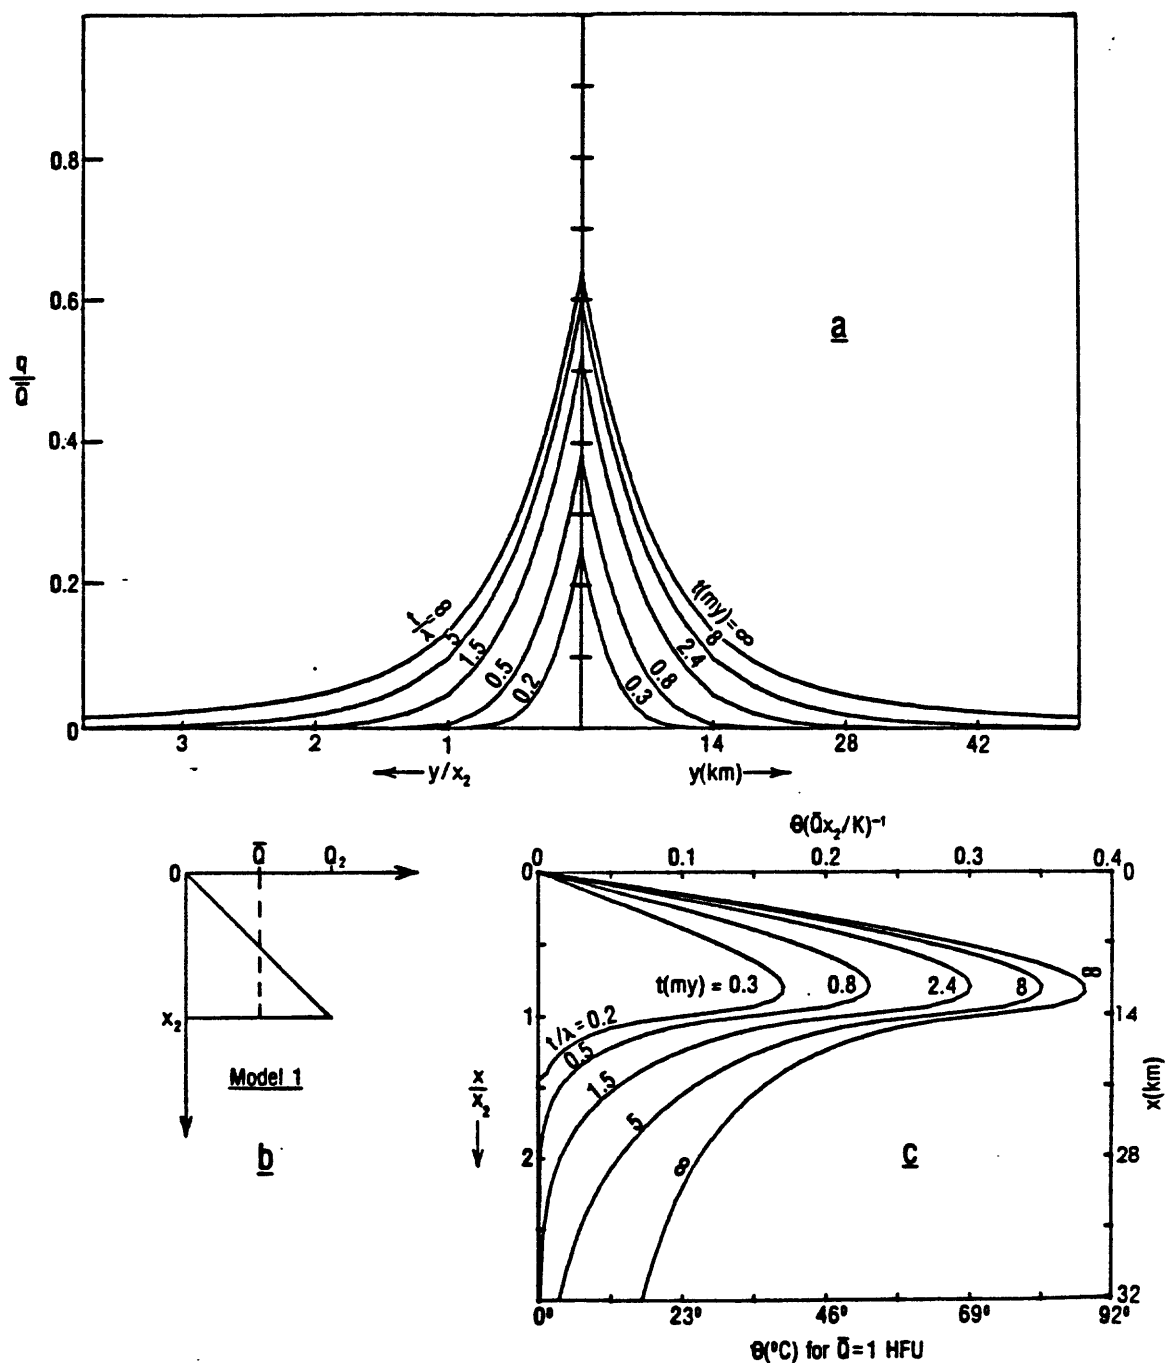 0.8
0.6
a
q
Q̄
0.4
0.2
t/λ=∞
5
1.5
0.5
0.2
t(my)=∞
8
2.4
0.8
0.3
0
3
2
1
14
28
42
y/x₂
y(km)
Q̄
Q₂
0
x₂
Model 1
b
θ(Q̄x₂/K)⁻¹
0
0.1
0.2
0.3
0.4
0
0
t(my) = 0.3
0.8
2.4
8
∞
1
14
t/λ = 0.2
0.5
1.5
5
∞
x
x₂
x(km)
2
28
c
32
0°
23°
46°
69°
92°
θ(°C) for Q̄=1 HFU